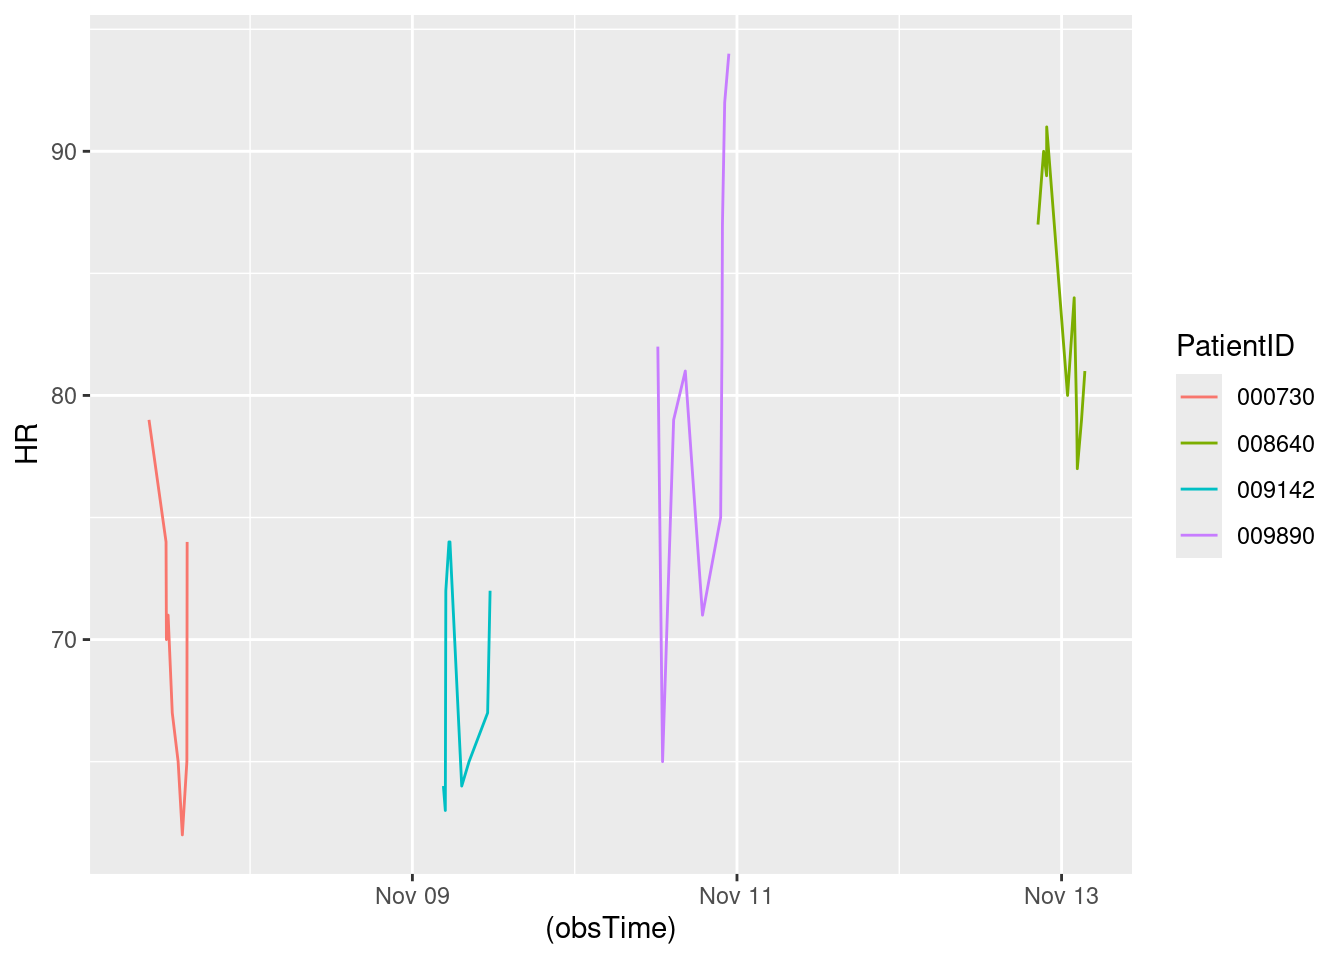 90
80
70
HR
Nov 09
Nov 11
Nov 13
(obsTime)
PatientID
000730
008640
009142
009890